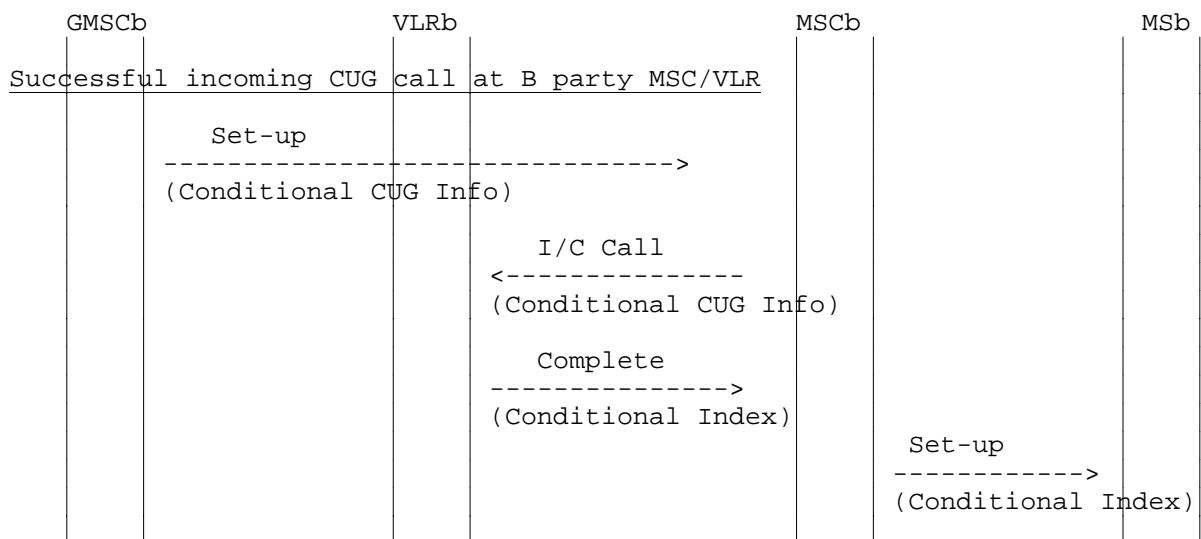 GMSCb VLRb MSCb MSb
Successful incoming CUG call at B party MSC/VLR
Set-up
-------------------------------->
(Conditional CUG Info)
I/C Call
<---------------
(Conditional CUG Info)
Complete
--------------->
(Conditional Index)
Set-up
------------>
(Conditional Index)